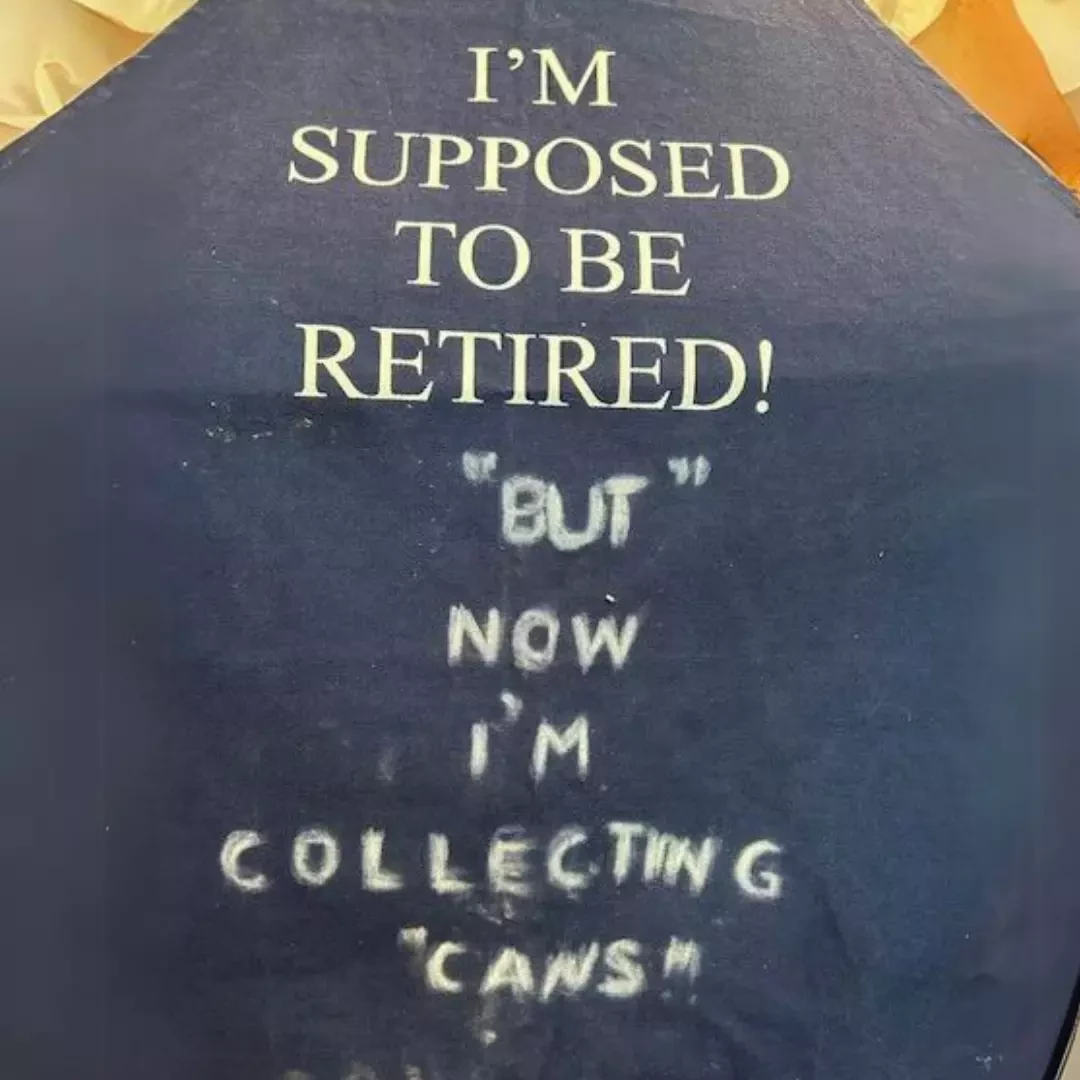 I'M
SUPPOSED
TO BE
RETIRED!
"BUT"
NOW
I'M
COLLECTING
"CANS"